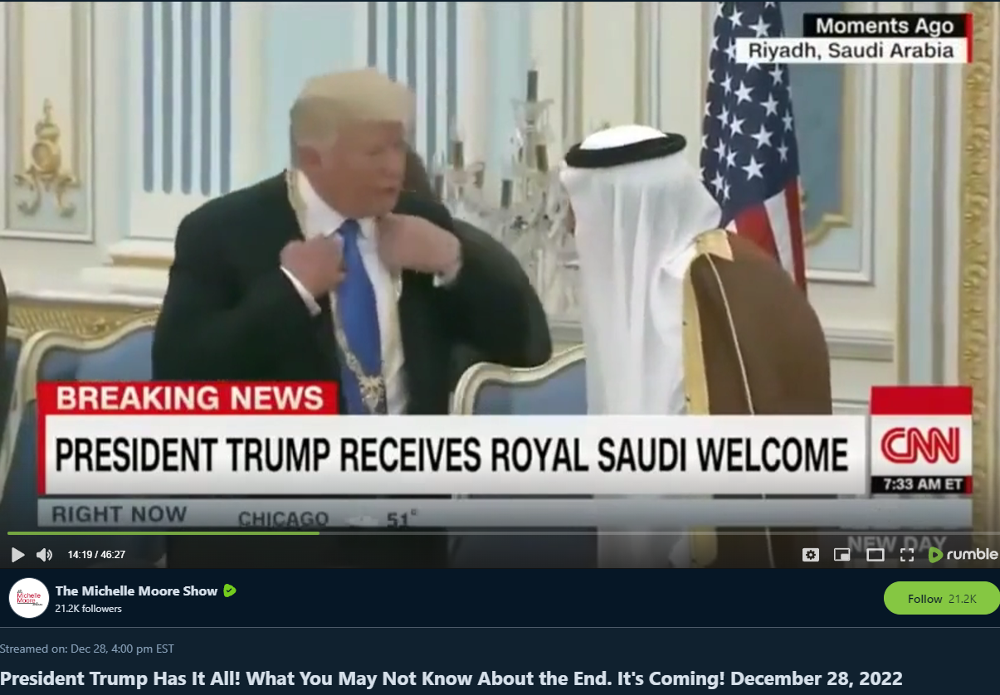 Moments Ago
Riyadh, Saudi Arabia
BREAKING NEWS
PRESIDENT TRUMP RECEIVES ROYAL SAUDI WELCOME
CNN
7:33 AM ET
RIGHT NOW CHICAGO 51°
NEW DAY
14:19 / 46:27
rumble
Michelle
Moore
The Michelle Moore Show
21.2K followers
Follow 21.2K
Streamed on: Dec 28, 4:00 pm EST
President Trump Has It All! What You May Not Know About the End. It's Coming! December 28, 2022